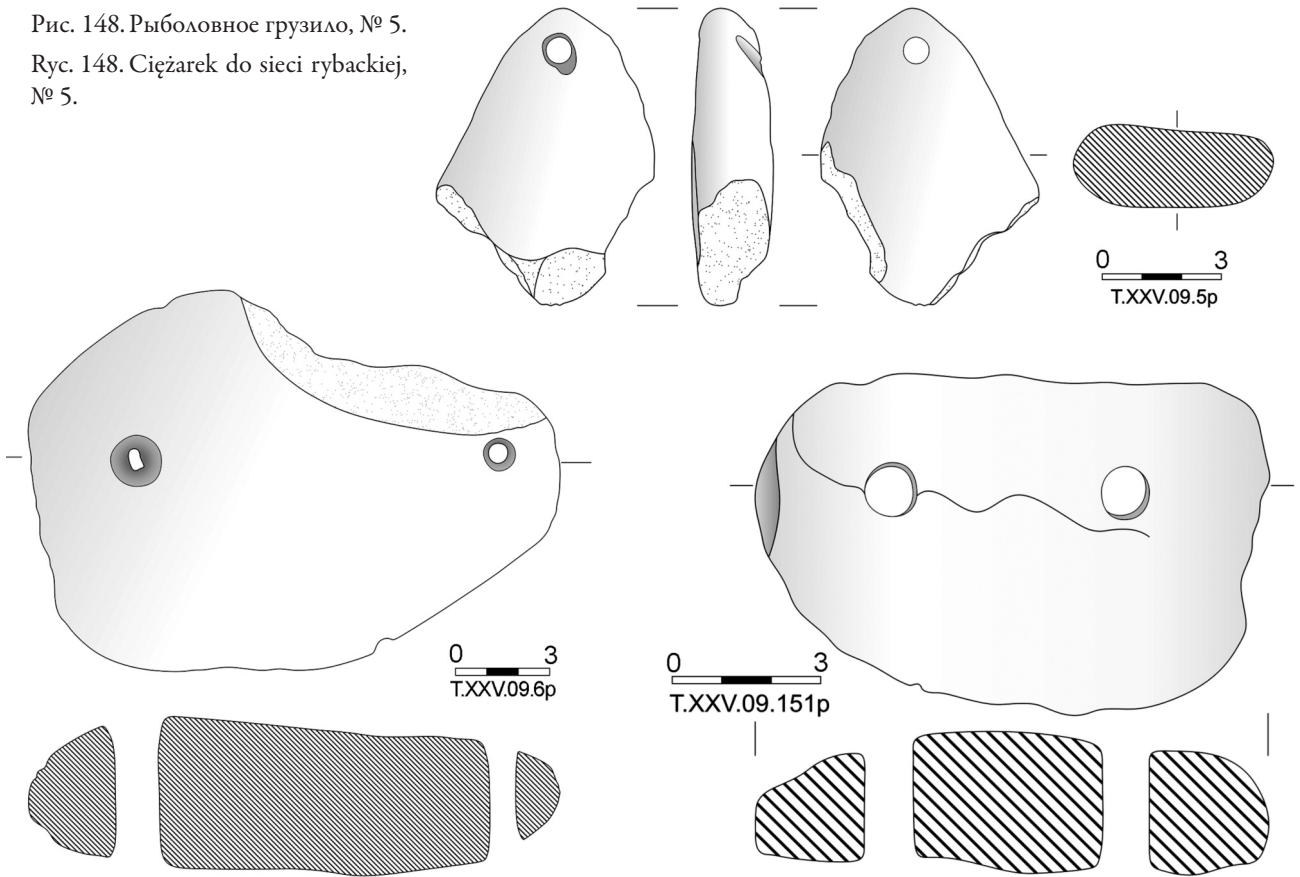 Рис. 148. Рыболовное грузило, № 5.
Ryc. 148. Ciężarek do sieci rybackiej,
№ 5.
0 3
T.XXV.09.5p
0 3
T.XXV.09.6p
0 3
T.XXV.09.151p